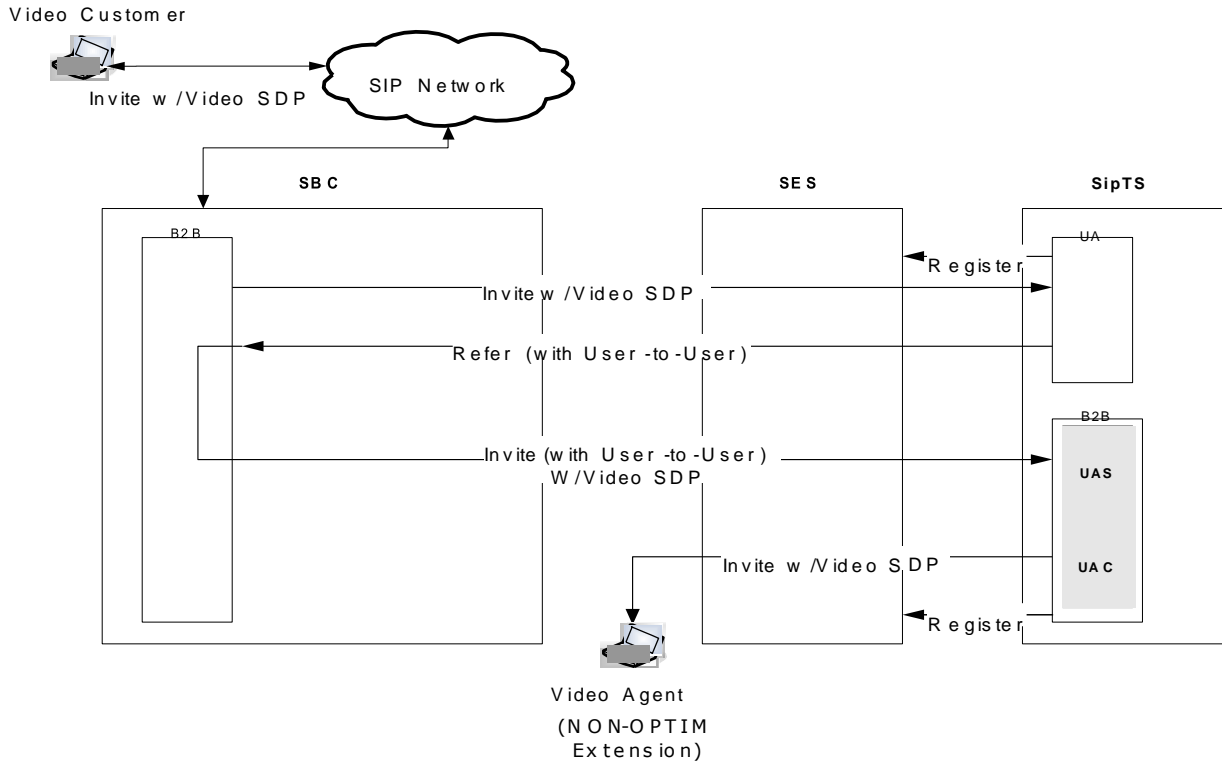 Video Customer
SIP Network
Invite w/Video SDP
SBC
SES
SipTS
B2B
UA
Register
Invite w/Video SDP
Refer (with User-to-User)
B2B
Invite (with User-to-User)
W/Video SDP
UAS
Invite w/Video SDP
UAC
Register
Video Agent
(NON-OPTIM
Extension)